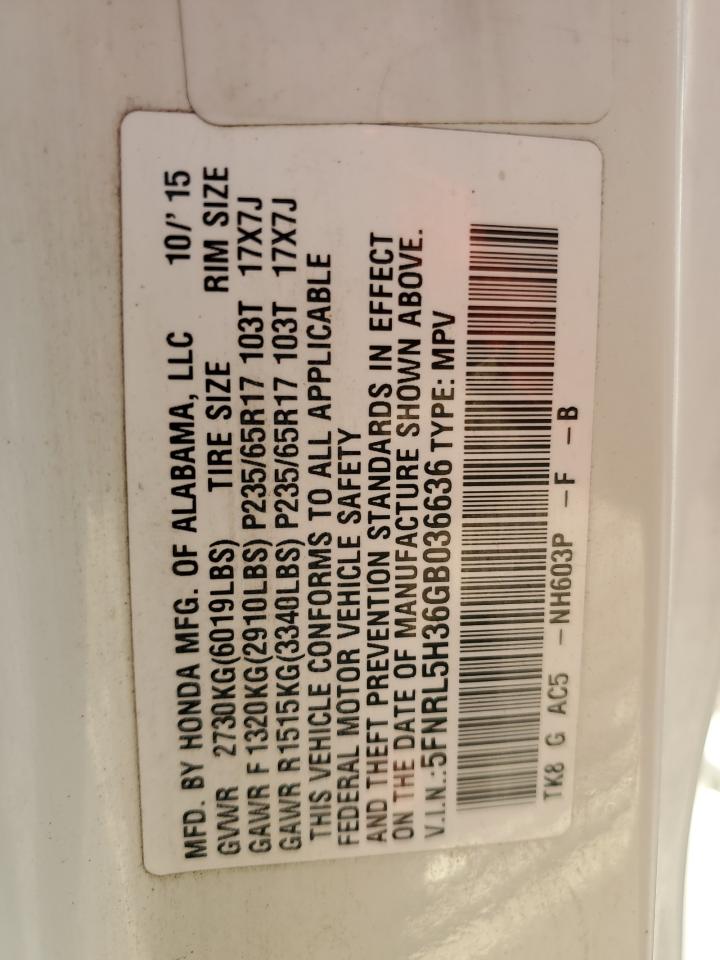 MFD. BY HONDA MFG. OF ALABAMA, LLC 10/' 15
GVWR 2730KG(6019LBS) TIRE SIZE RIM SIZE
GAWR F 1320KG(2910LBS) P235/65R17 103T 17X7J
GAWR R1515KG(3340LBS) P235/65R17 103T 17X7J
THIS VEHICLE CONFORMS TO ALL APPLICABLE
FEDERAL MOTOR VEHICLE SAFETY
AND THEFT PREVENTION STANDARDS IN EFFECT
ON THE DATE OF MANUFACTURE SHOWN ABOVE.
V.I.N.:5FNRL5H36GB036636 TYPE: MPV
TK8 G AC5 -NH603P -F -B